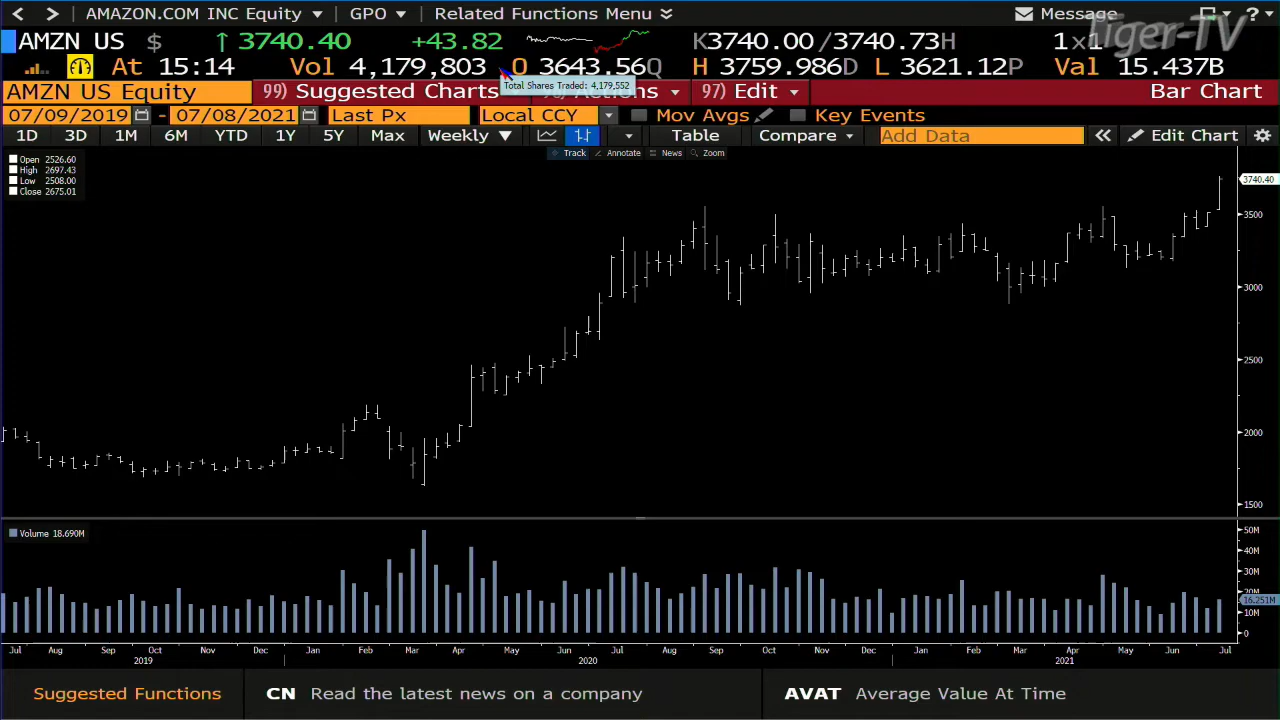 AMAZON.COM INC Equity GPO Related Functions Menu Message ?
AMZN US $ ↑ 3740.40 +43.82 K3740.00/3740.73H 1x1
Tiger-TV
At 15:14 Vol 4,179,803 O 3643.56Q H 3759.986D L 3621.12P Val 15.437B
Total Shares Traded: 4,179,552
AMZN US Equity 99) Suggested Charts Actions 97) Edit Bar Chart
07/09/2019 - 07/08/2021 Last Px Local CCY Mov Avgs Key Events
1D 3D 1M 6M YTD 1Y 5Y Max Weekly ▼ Table Compare Add Data Edit Chart
Track Annotate News Zoom
Open 2526.60
High 2697.43
Low 2508.00
Close 2675.01
3740.40
3500
3000
2500
2000
1500
Volume 18.690M
50M
40M
30M
20M
16.251M
10M
0
Jul Aug Sep Oct Nov Dec Jan Feb Mar Apr May Jun Jul Aug Sep Oct Nov Dec Jan Feb Mar Apr May Jun Jul
2019 2020 2021
Suggested Functions CN Read the latest news on a company AVAT Average Value At Time